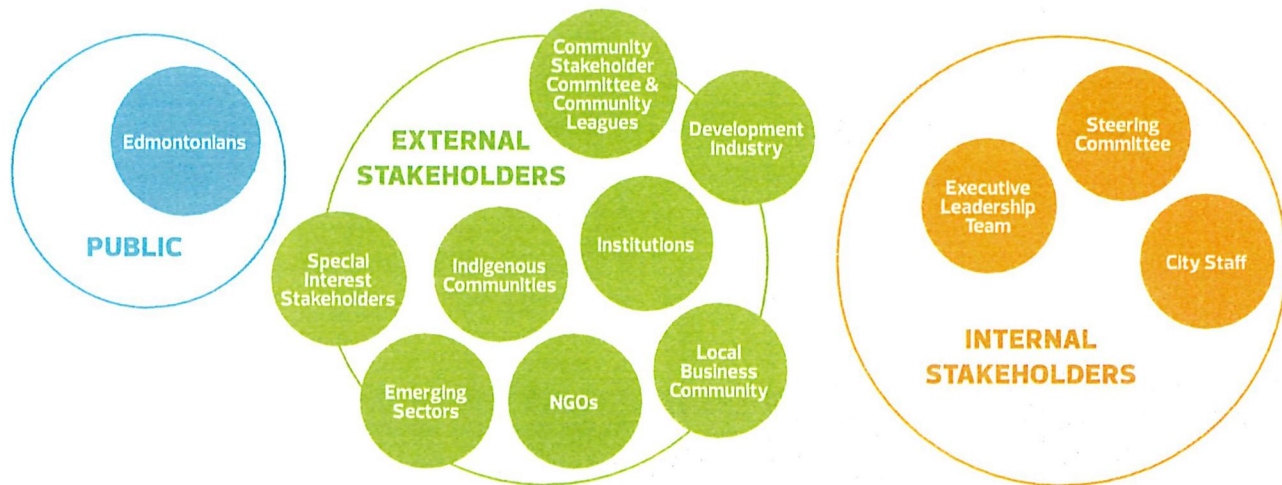 Edmontonians
PUBLIC
Community
Stakeholder
Committee &
Community
Leagues
Development
Industry
EXTERNAL
STAKEHOLDERS
Institutions
Special
Interest
Stakeholders
Indigenous
Communities
Local
Business
Community
Emerging
Sectors
NGOs
Steering
Committee
Executive
Leadership
Team
City Staff
INTERNAL
STAKEHOLDERS